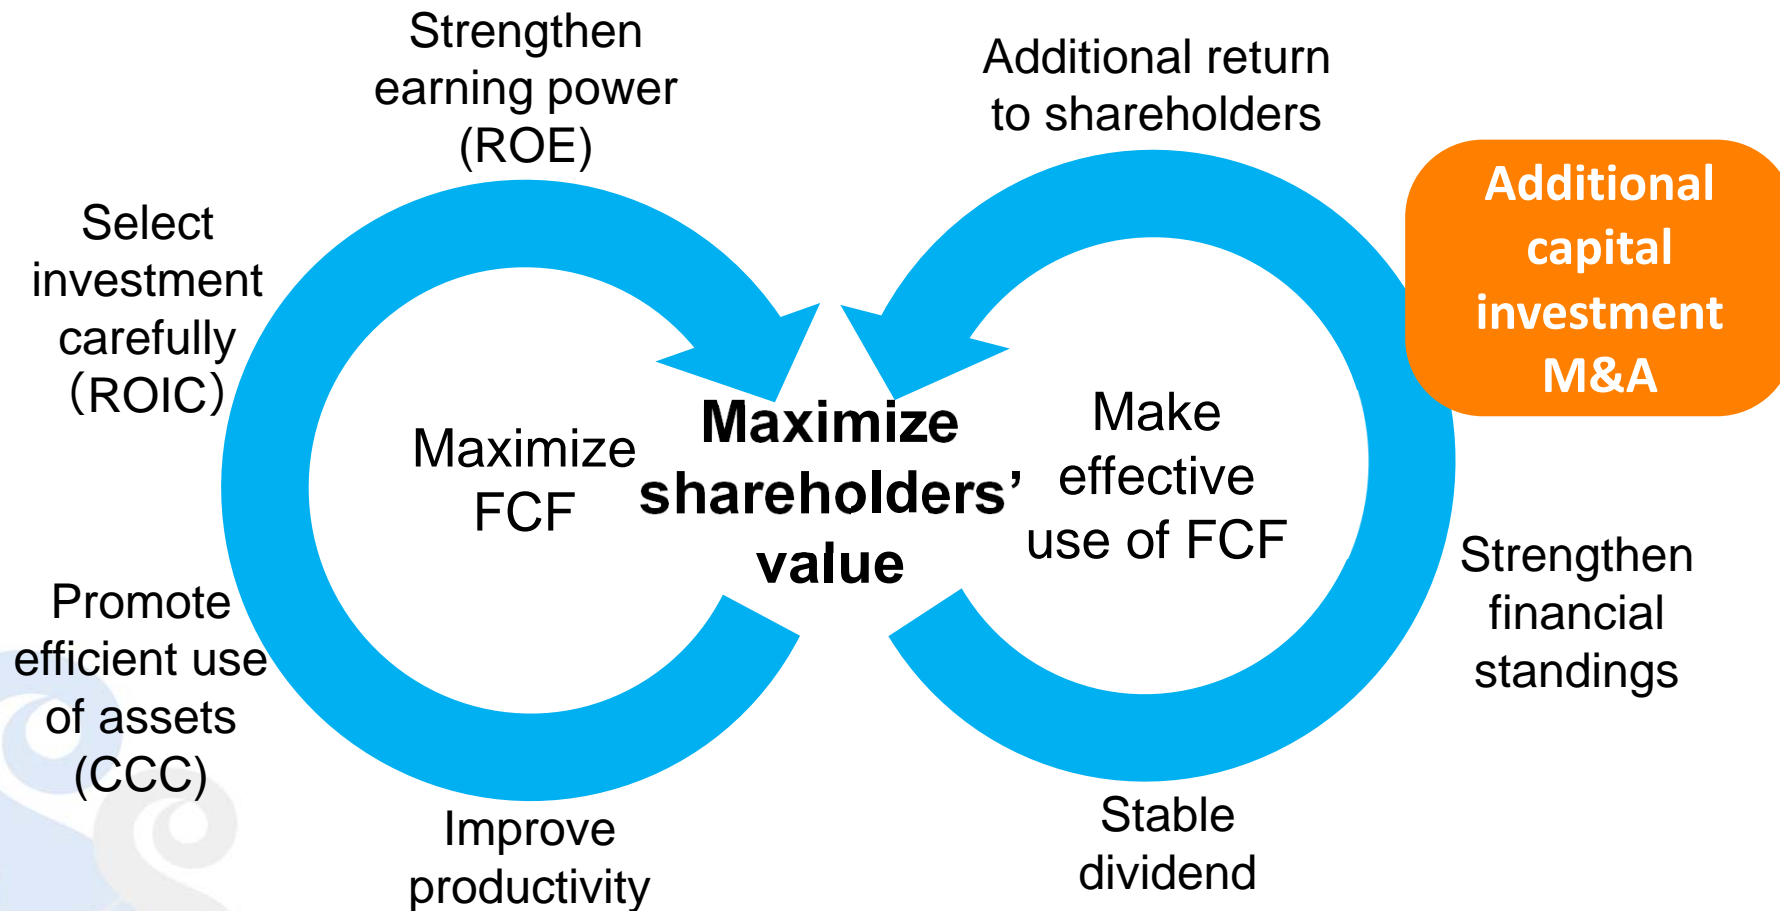 Strengthen
earning power
(ROE)
Additional return
to shareholders
Additional
capital
investment
M&A
Select
investment
carefully
（ROIC）
Maximize
FCF
Maximize
shareholders’
value
Make
effective
use of FCF
Strengthen
financial
standings
Promote
efficient use
of assets
(CCC)
Improve
productivity
Stable
dividend